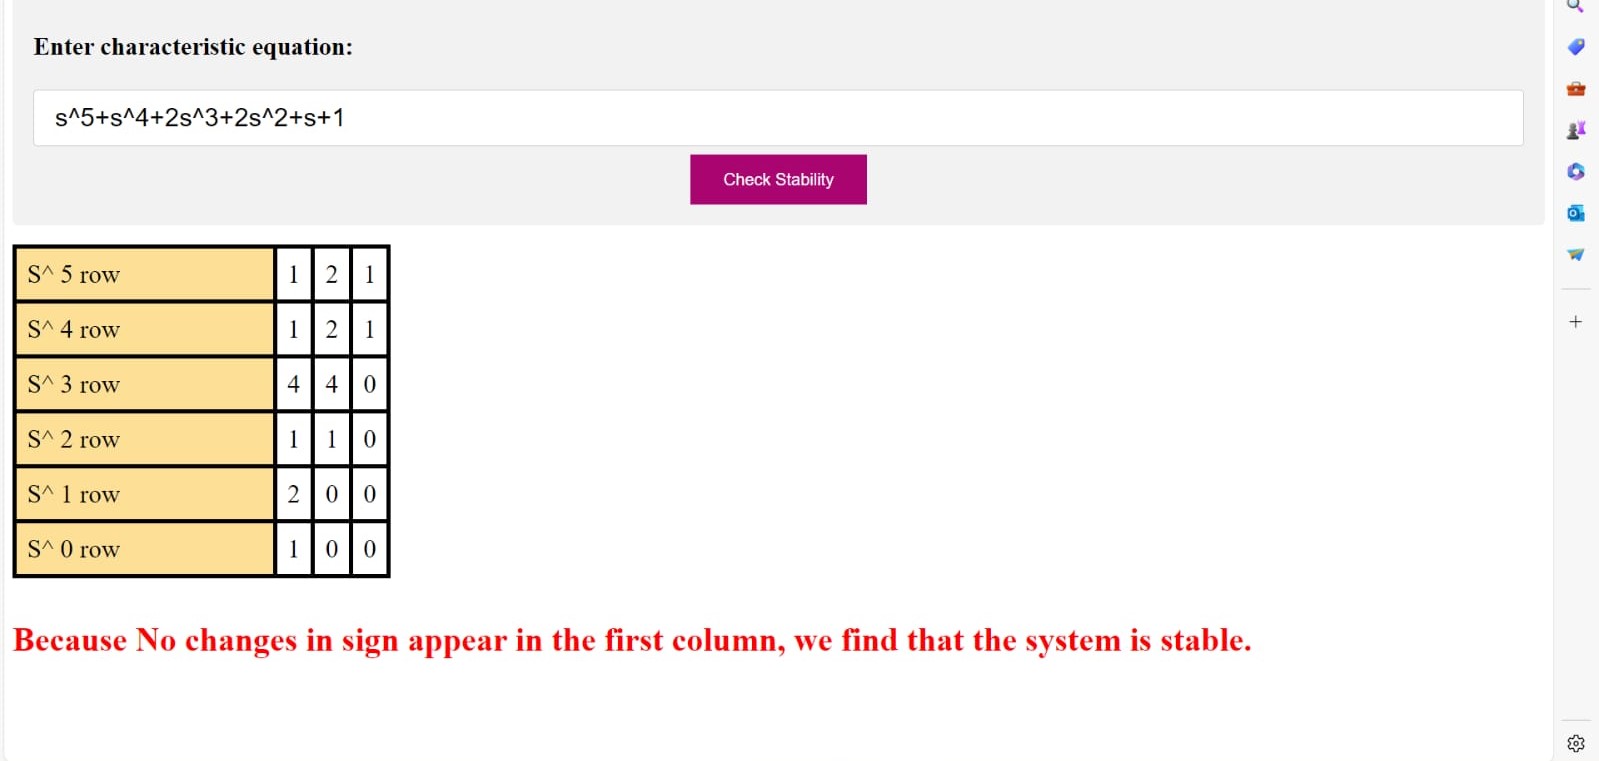 Enter characteristic equation:
s^5+s^4+2s^3+2s^2+s+1
Check Stability
S^ 5 row 1 2 1
S^ 4 row 1 2 1
S^ 3 row 4 4 0
S^ 2 row 1 1 0
S^ 1 row 2 0 0
S^ 0 row 1 0 0
Because No changes in sign appear in the first column, we find that the system is stable.